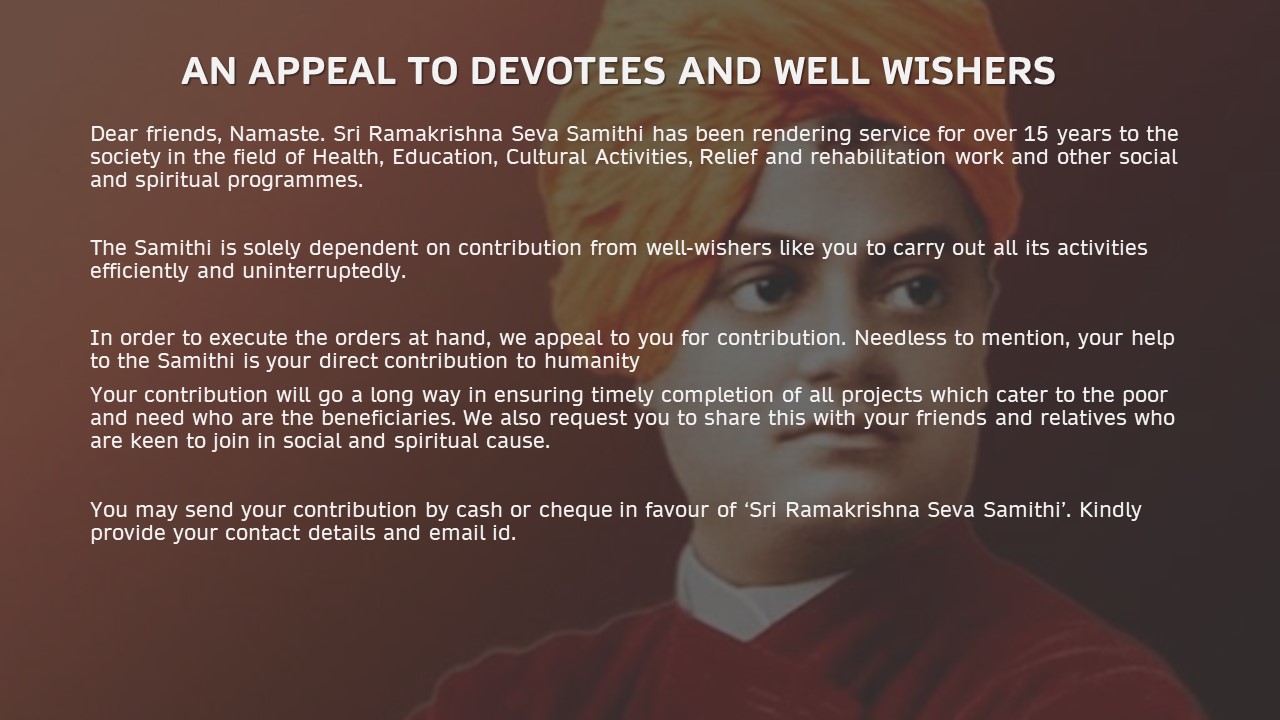 AN APPEAL TO DEVOTEES AND WELL WISHERS
Dear friends, Namaste. Sri Ramakrishna Seva Samithi has been rendering service for over 15 years to the
society in the field of Health, Education, Cultural Activities, Relief and rehabilitation work and other social
and spiritual programmes.
The Samithi is solely dependent on contribution from well-wishers like you to carry out all its activities
efficiently and uninterruptedly.
In order to execute the orders at hand, we appeal to you for contribution. Needless to mention, your help
to the Samithi is your direct contribution to humanity
Your contribution will go a long way in ensuring timely completion of all projects which cater to the poor
and need who are the beneficiaries. We also request you to share this with your friends and relatives who
are keen to join in social and spiritual cause.
You may send your contribution by cash or cheque in favour of ‘Sri Ramakrishna Seva Samithi’. Kindly
provide your contact details and email id.